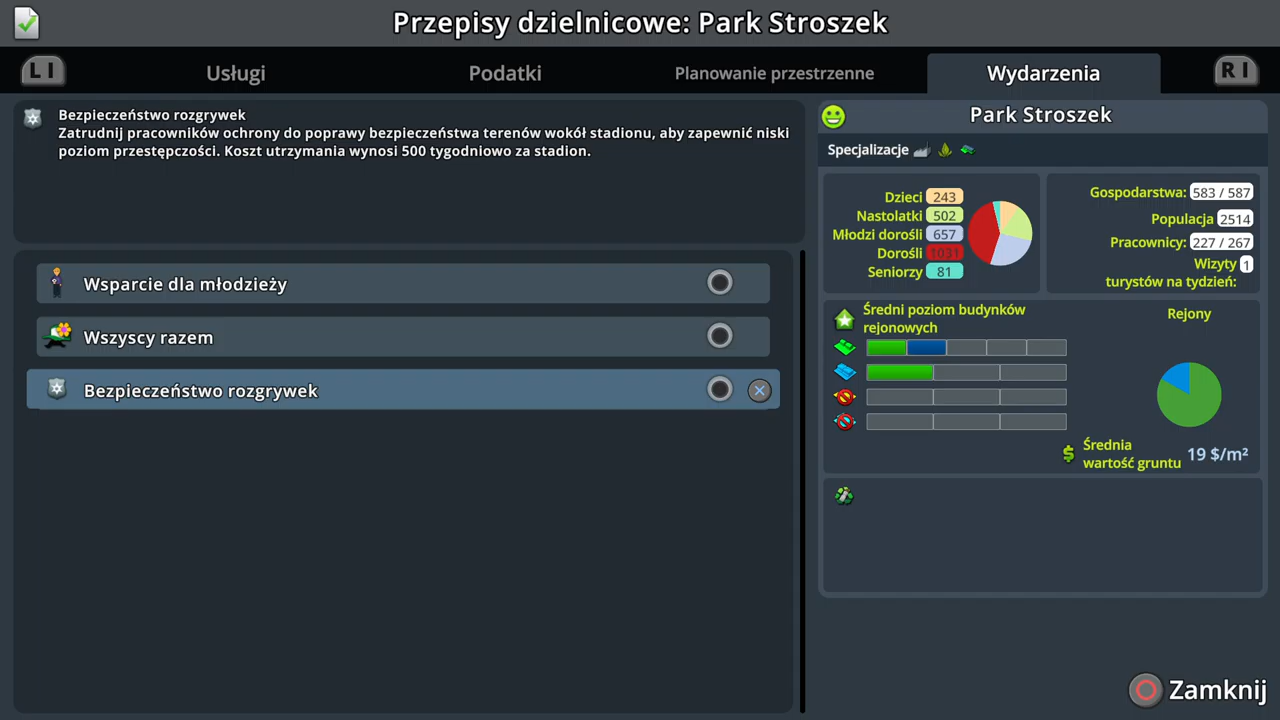 Przepisy dzielnicowe: Park Stroszek
L1
Usługi
Podatki
Planowanie przestrzenne
Wydarzenia
R1
Bezpieczeństwo rozgrywek
Zatrudnij pracowników ochrony do poprawy bezpieczeństwa terenów wokół stadionu, aby zapewnić niski
poziom przestępczości. Koszt utrzymania wynosi 500 tygodniowo za stadion.
Wsparcie dla młodzieży
Wszyscy razem
Bezpieczeństwo rozgrywek
Park Stroszek
Specjalizacje
Dzieci 243
Nastolatki 502
Młodzi dorośli 657
Dorośli 1031
Seniorzy 81
Gospodarstwa: 583 / 587
Populacja 2514
Pracownicy: 227 / 267
Wizyty 1
turystów na tydzień:
Średni poziom budynków
rejonowych
Rejony
Średnia
wartość gruntu 19 $/m²
Zamknij